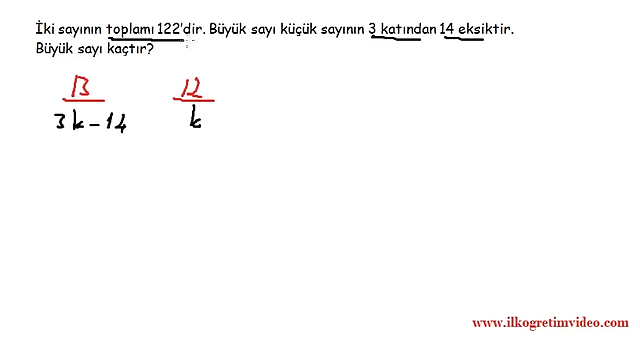 İki sayının toplamı 122'dir. Büyük sayı küçük sayının 3 katından 14 eksiktir.
Büyük sayı kaçtır?
B
3k-14 k
www.ilkogretimvideo.com